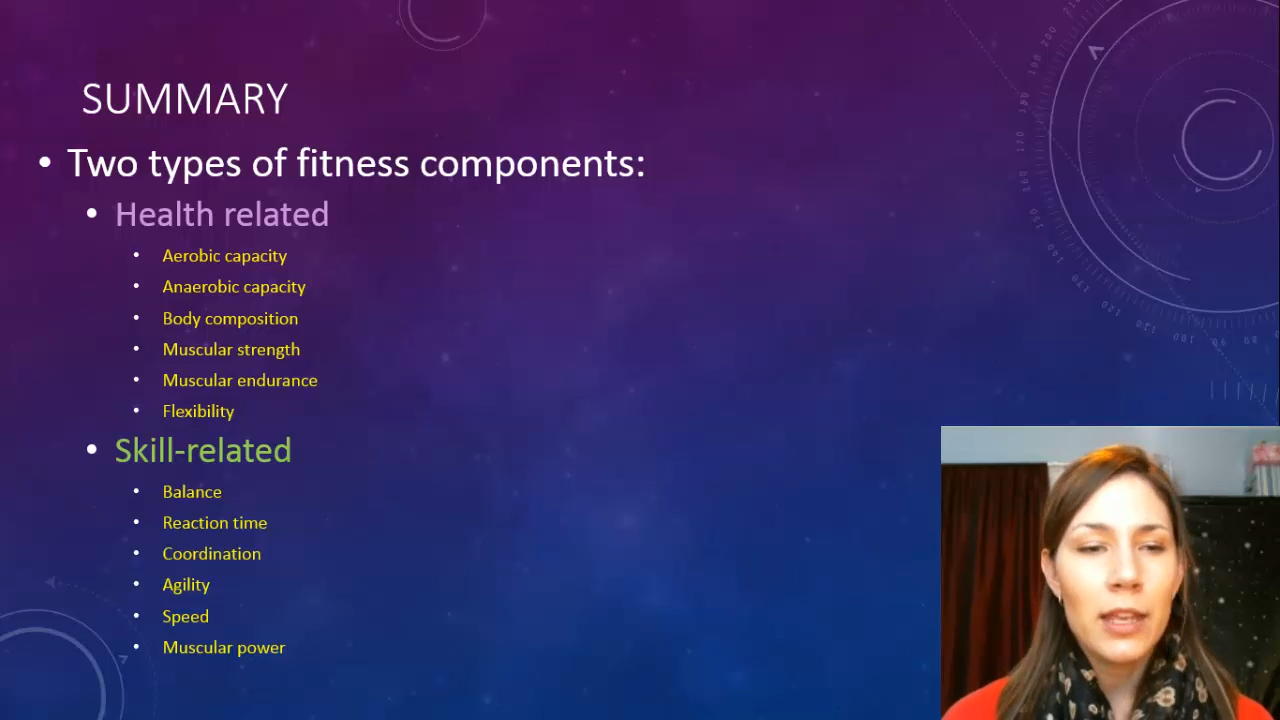 SUMMARY
• Two types of fitness components:
• Health related
• Aerobic capacity
• Anaerobic capacity
• Body composition
• Muscular strength
• Muscular endurance
• Flexibility
• Skill-related
• Balance
• Reaction time
• Coordination
• Agility
• Speed
• Muscular power